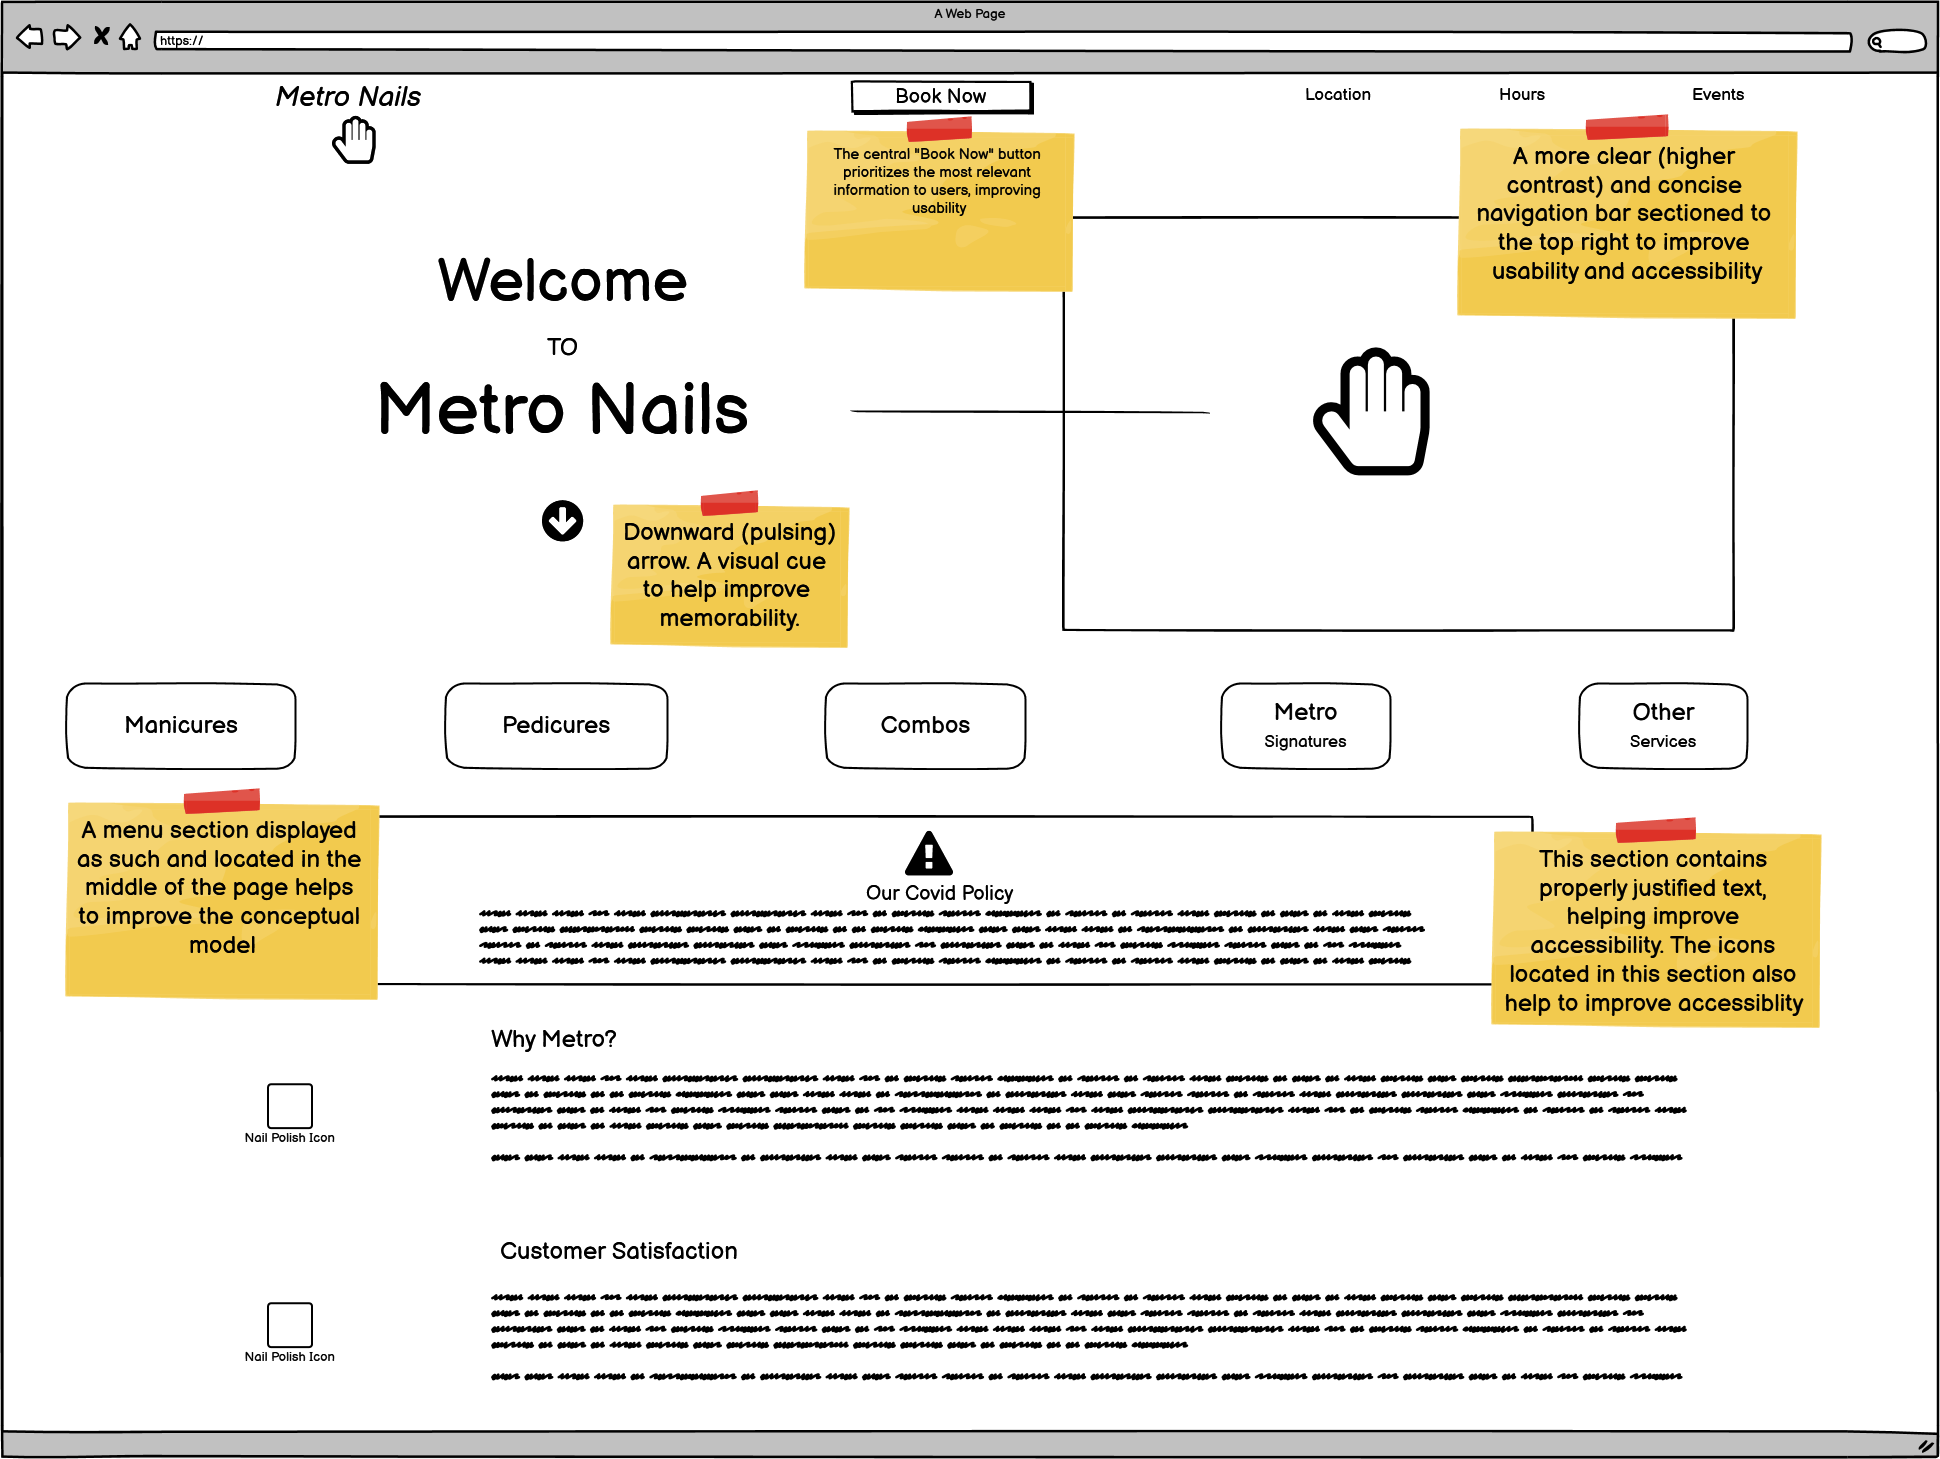 A Web Page
https://
Metro Nails
Book Now
Location
Hours
Events
The central "Book Now" button
prioritizes the most relevant
information to users, improving
usability
A more clear (higher
contrast) and concise
navigation bar sectioned to
the top right to improve
usability and accessibility
Welcome
TO
Metro Nails
Downward (pulsing)
arrow. A visual cue
to help improve
memorability.
Manicures
Pedicures
Combos
Metro
Signatures
Other
Services
A menu section displayed
as such and located in the
middle of the page helps
to improve the conceptual
model
Our Covid Policy
This section contains
properly justified text,
helping improve
accessibility. The icons
located in this section also
help to improve accessiblity
Why Metro?
Nail Polish Icon
Customer Satisfaction
Nail Polish Icon